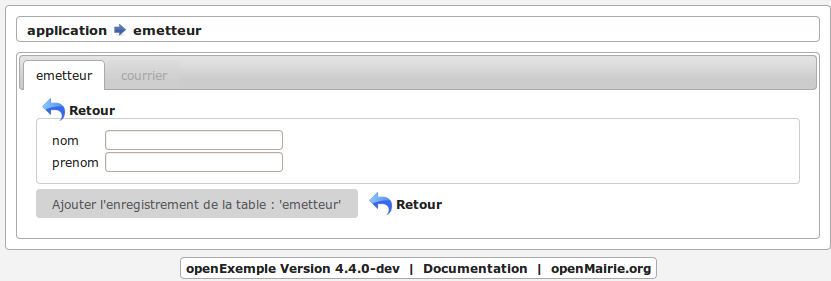 application emetteur
emetteur courrier
Retour
nom
prenom
Ajouter l'enregistrement de la table : 'emetteur' Retour
openExemple Version 4.4.0-dev | Documentation | openMairie.org